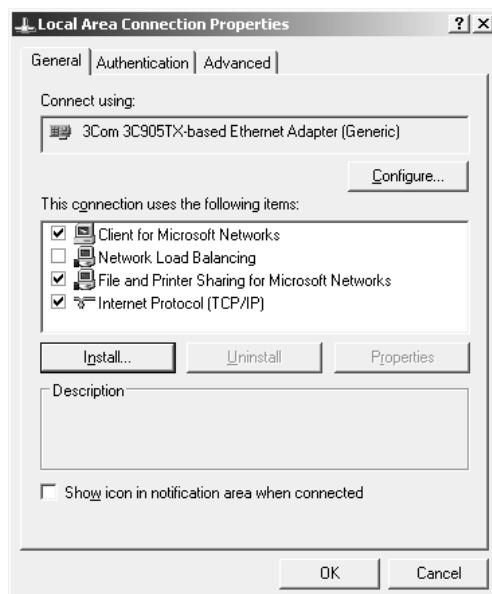 Local Area Connection Properties
General Authentication Advanced
Connect using:
3Com 3C905TX-based Ethernet Adapter (Generic)
Configure...
This connection uses the following items:
Client for Microsoft Networks
Network Load Balancing
File and Printer Sharing for Microsoft Networks
Internet Protocol (TCP/IP)
Install... Uninstall Properties
Description
Show icon in notification area when connected
OK Cancel